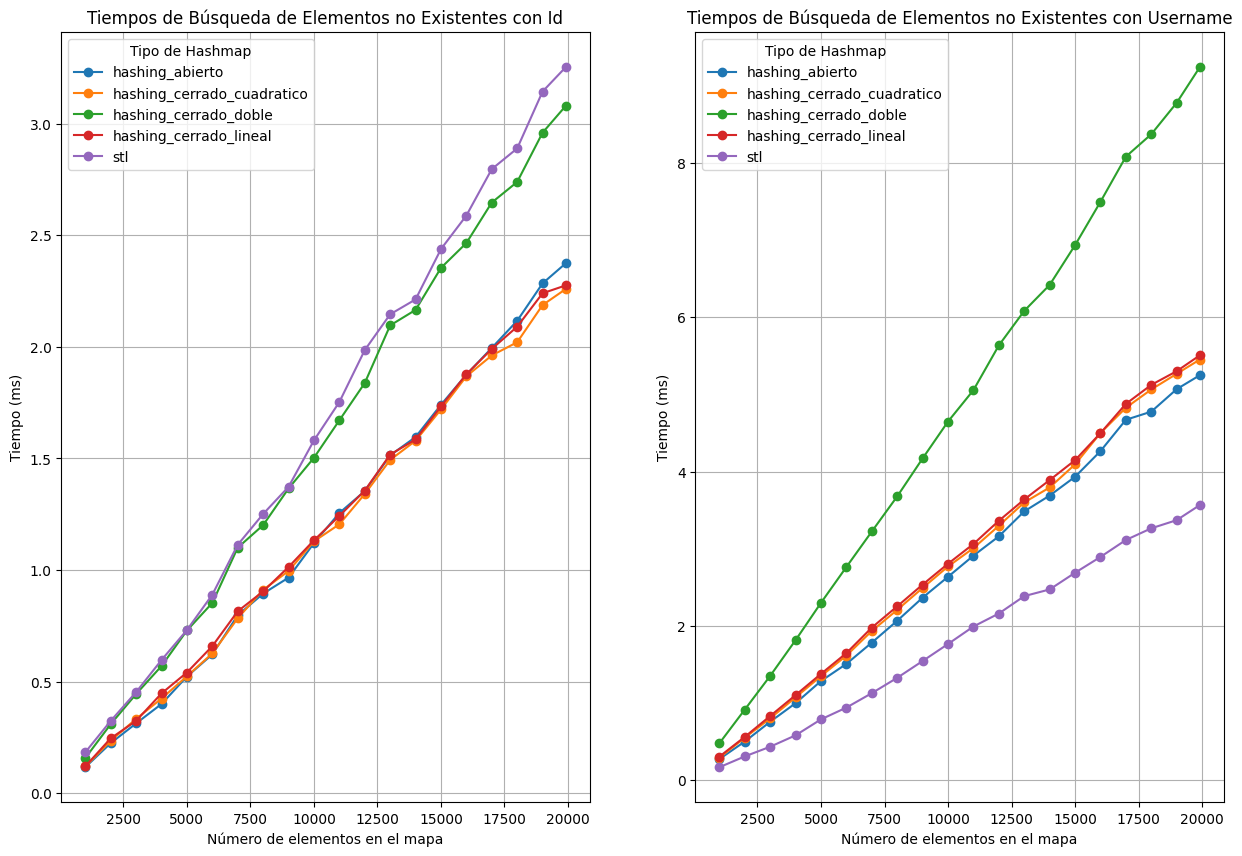 Tiempos de Búsqueda de Elementos no Existentes con Id
Tipo de Hashmap
hashing_abierto
hashing_cerrado_cuadratico
hashing_cerrado_doble
hashing_cerrado_lineal
stl
Tiempo (ms)
3.0
2.5
2.0
1.5
1.0
0.5
0.0
2500 5000 7500 10000 12500 15000 17500 20000
Número de elementos en el mapa
Tiempos de Búsqueda de Elementos no Existentes con Username
Tipo de Hashmap
hashing_abierto
hashing_cerrado_cuadratico
hashing_cerrado_doble
hashing_cerrado_lineal
stl
Tiempo (ms)
8
6
4
2
0
2500 5000 7500 10000 12500 15000 17500 20000
Número de elementos en el mapa